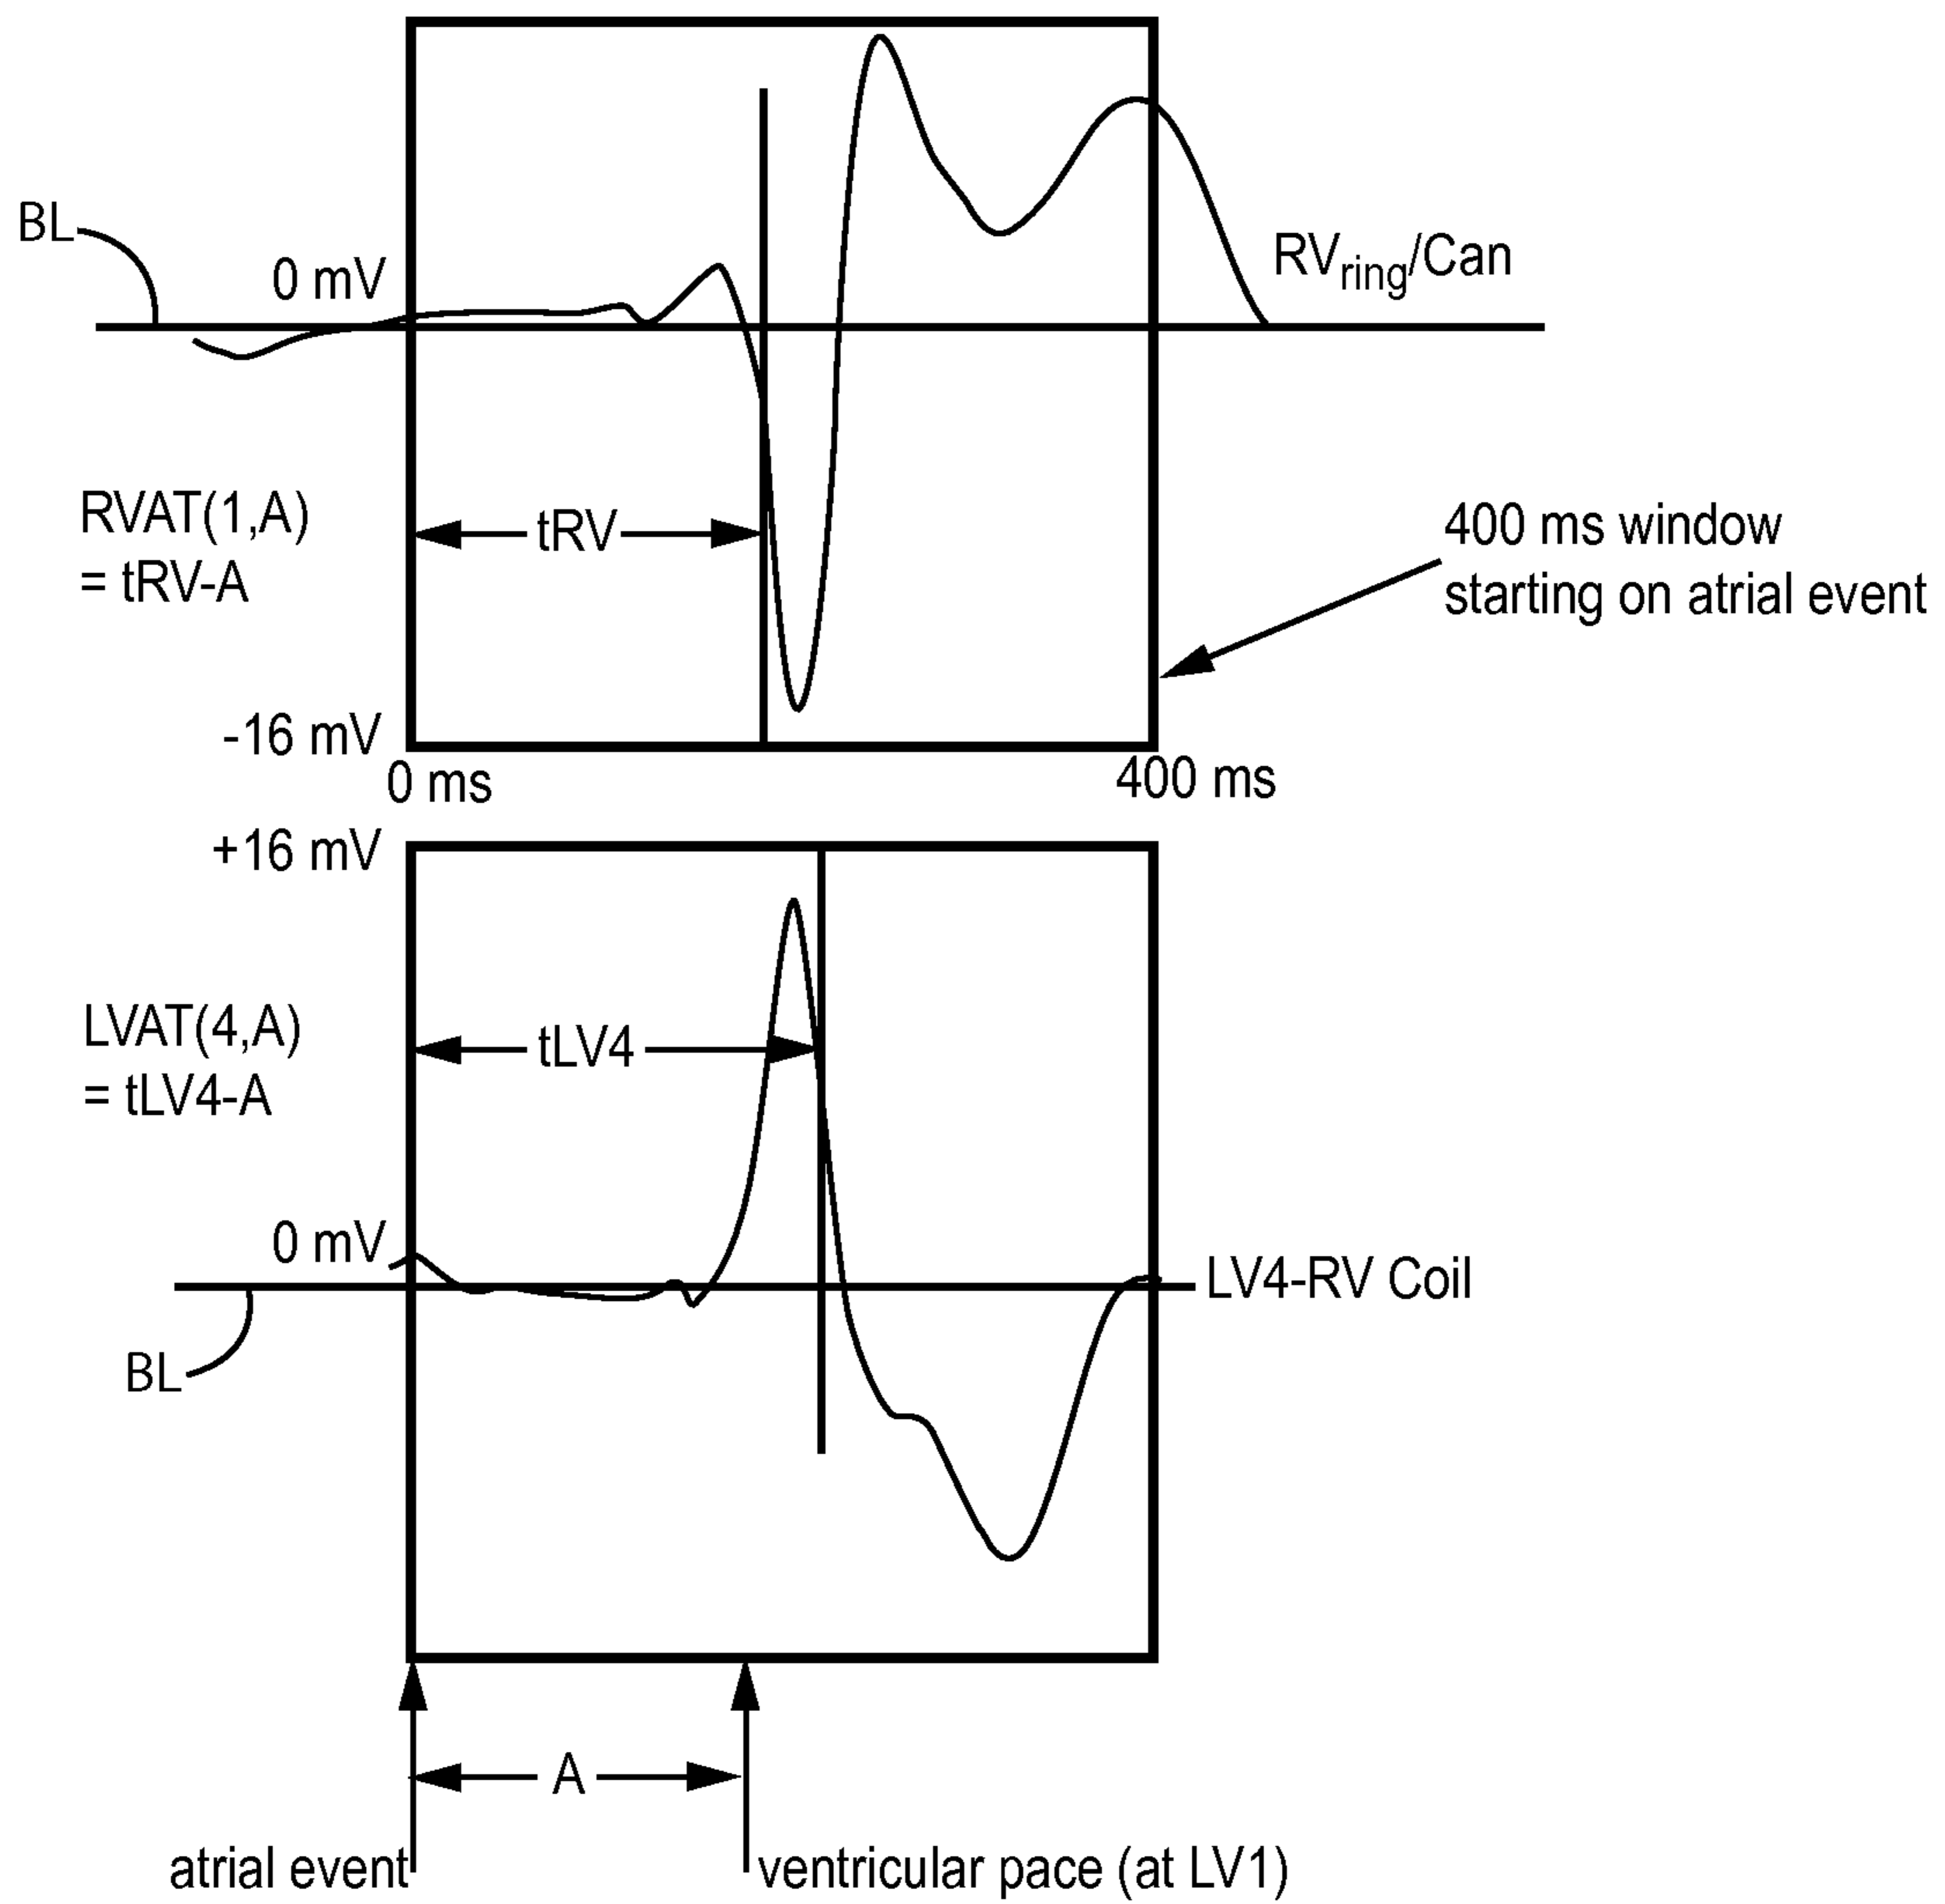 BL
0 mV
RVring/Can
RVAT(1,A)
= tRV-A
tRV
400 ms window
starting on atrial event
-16 mV
0 ms
400 ms
+16 mV
LVAT(4,A)
= tLV4-A
tLV4
0 mV
LV4-RV Coil
BL
A
atrial event
ventricular pace (at LV1)